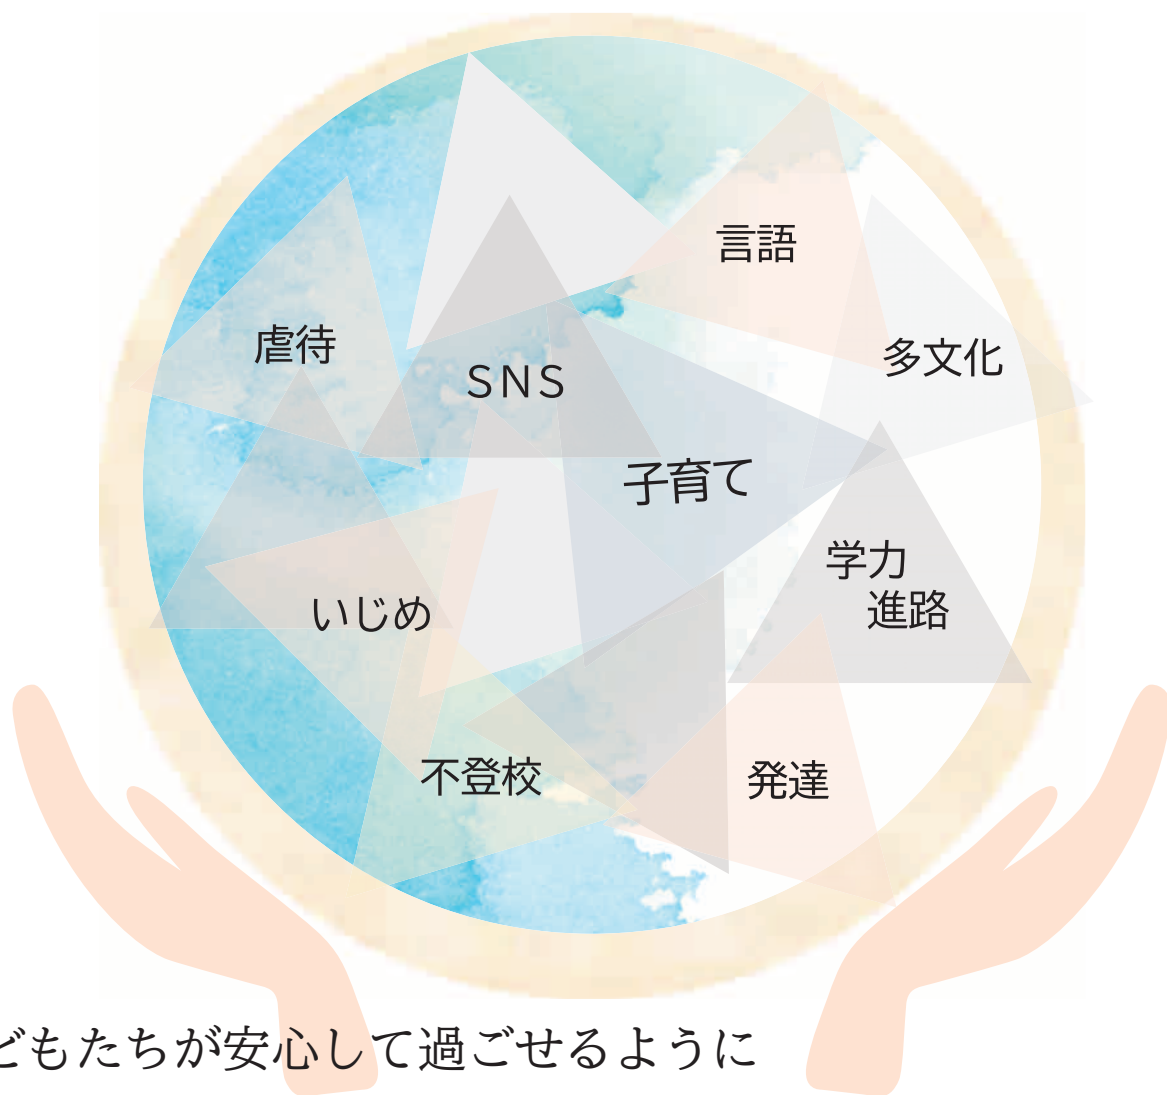 言語
虐待
多文化
ＳＮＳ
子育て
学力
進路
いじめ
不登校
発達
どもたちが安心して過ごせるように